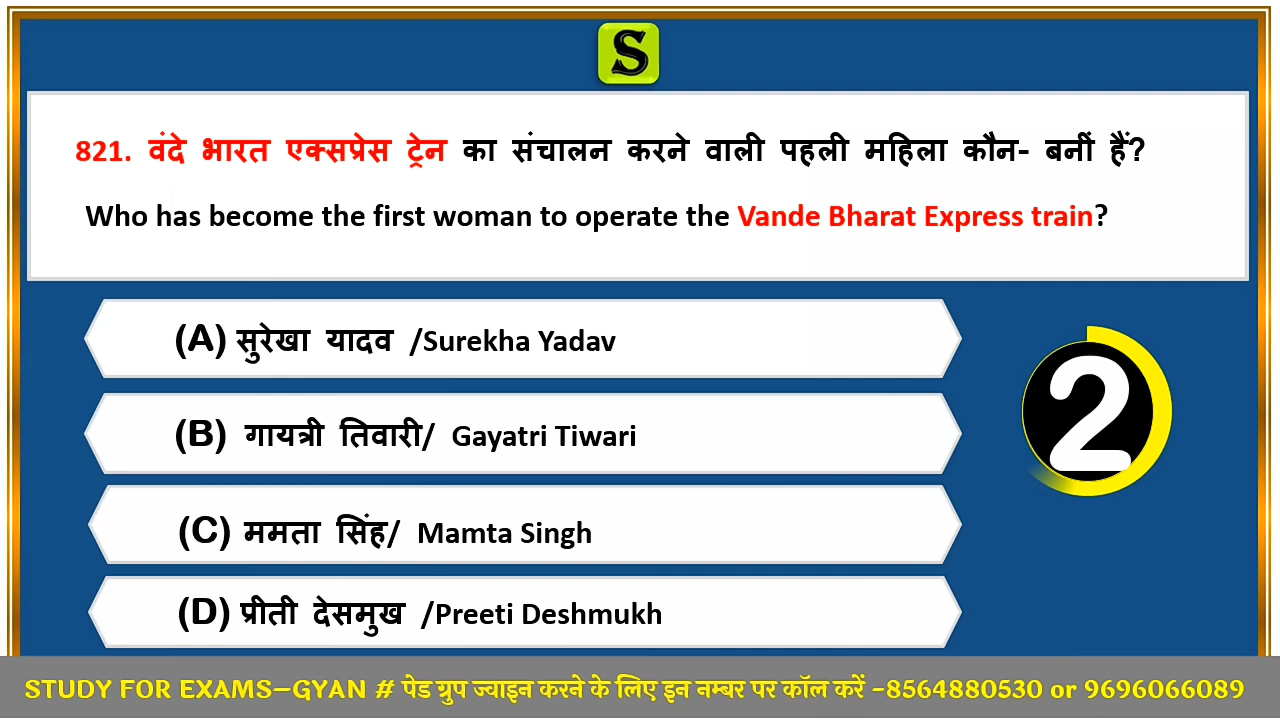 S
821. वंदे भारत एक्सप्रेस ट्रेन का संचालन करने वाली पहली महिला कौन- बनीं हैं?
Who has become the first woman to operate the Vande Bharat Express train?
(A) सुरेखा यादव /Surekha Yadav
(B) गायत्री तिवारी/ Gayatri Tiwari
2
(C) ममता सिंह/ Mamta Singh
(D) प्रीती देसमुख /Preeti Deshmukh
STUDY FOR EXAMS-GYAN # पेड ग्रुप ज्वाइन करने के लिए इन नम्बर पर कॉल करें -8564880530 or 9696066089